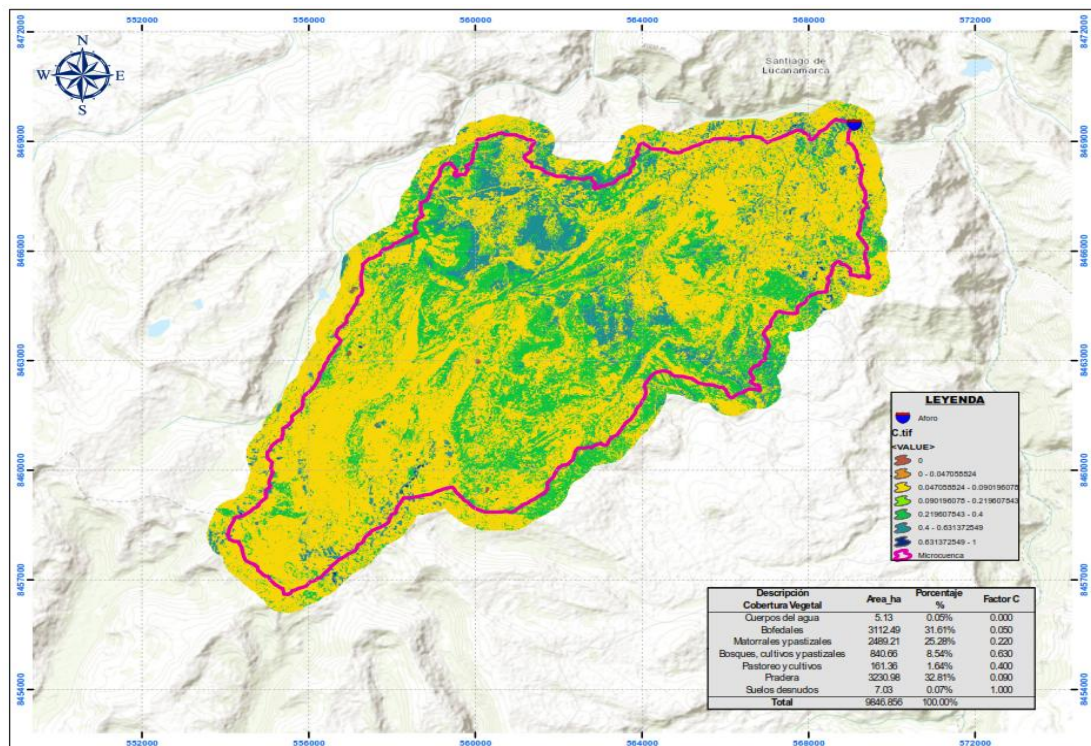 552000 556000 560000 564000 568000 572000
8472000 8472000
N
W E
S
Santiago de
Lucanamarca
8469000 8469000
8466000 8466000
8463000 8463000
8460000 8460000
8457000 8457000
8454000 8454000
LEYENDA
Aforo
C.tif
<VALUE>
0
0 - 0.047058824
0.047058824 - 0.090196078
0.090196078 - 0.219607843
0.219607843 - 0.4
0.4 - 0.631372549
0.631372549 - 1
Microcuenca
Descripción Cobertura Vegetal Area_ha Porcentaje % Factor C
Cuerpos del agua 5.13 0.05% 0.000
Bofedales 3112.49 31.61% 0.050
Matorrales y pastizales 2489.21 25.28% 0.220
Bosques, cultivos y pastizales 840.66 8.54% 0.630
Pastoreo y cultivos 161.36 1.64% 0.400
Pradera 3230.98 32.81% 0.090
Suelos desnudos 7.03 0.07% 1.000
Total 9846.856 100.00%
552000 556000 560000 564000 568000 572000